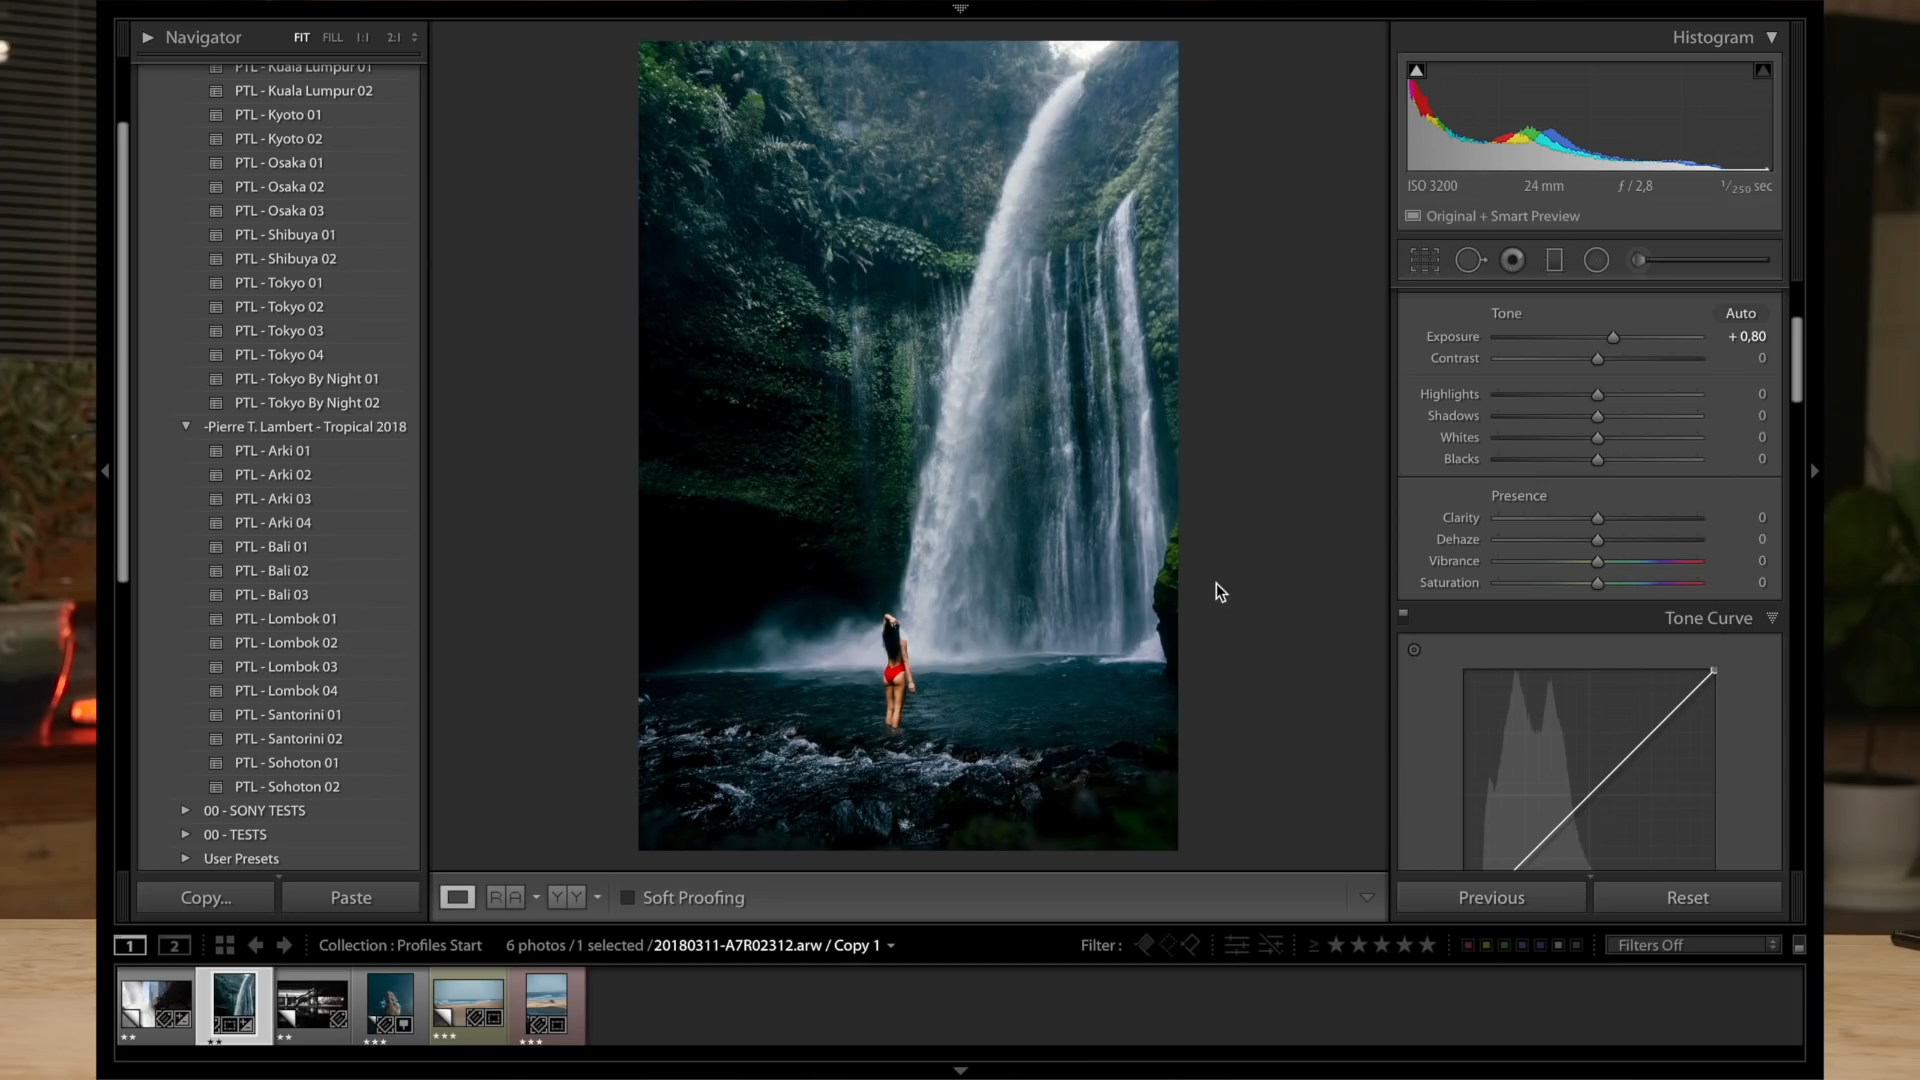 Navigator
FIT FILL 1:1 2:1
PTL - Kuala Lumpur 01
PTL - Kuala Lumpur 02
PTL - Kyoto 01
PTL - Kyoto 02
PTL - Osaka 01
PTL - Osaka 02
PTL - Osaka 03
PTL - Shibuya 01
PTL - Shibuya 02
PTL - Tokyo 01
PTL - Tokyo 02
PTL - Tokyo 03
PTL - Tokyo 04
PTL - Tokyo By Night 01
PTL - Tokyo By Night 02
-Pierre T. Lambert - Tropical 2018
PTL - Arki 01
PTL - Arki 02
PTL - Arki 03
PTL - Arki 04
PTL - Bali 01
PTL - Bali 02
PTL - Bali 03
PTL - Lombok 01
PTL - Lombok 02
PTL - Lombok 03
PTL - Lombok 04
PTL - Santorini 01
PTL - Santorini 02
PTL - Sohoton 01
PTL - Sohoton 02
00 - SONY TESTS
00 - TESTS
User Presets
Copy... Paste
RA YY Soft Proofing
Histogram
ISO 3200 24 mm ƒ / 2,8 1/250 sec
Original + Smart Preview
Tone Auto
Exposure + 0,80
Contrast 0
Highlights 0
Shadows 0
Whites 0
Blacks 0
Presence
Clarity 0
Dehaze 0
Vibrance 0
Saturation 0
Tone Curve
Previous Reset
1 2 Collection : Profiles Start 6 photos / 1 selected / 20180311-A7R02312.arw / Copy 1 Filter : ≥ ★★★★★ Filters Off